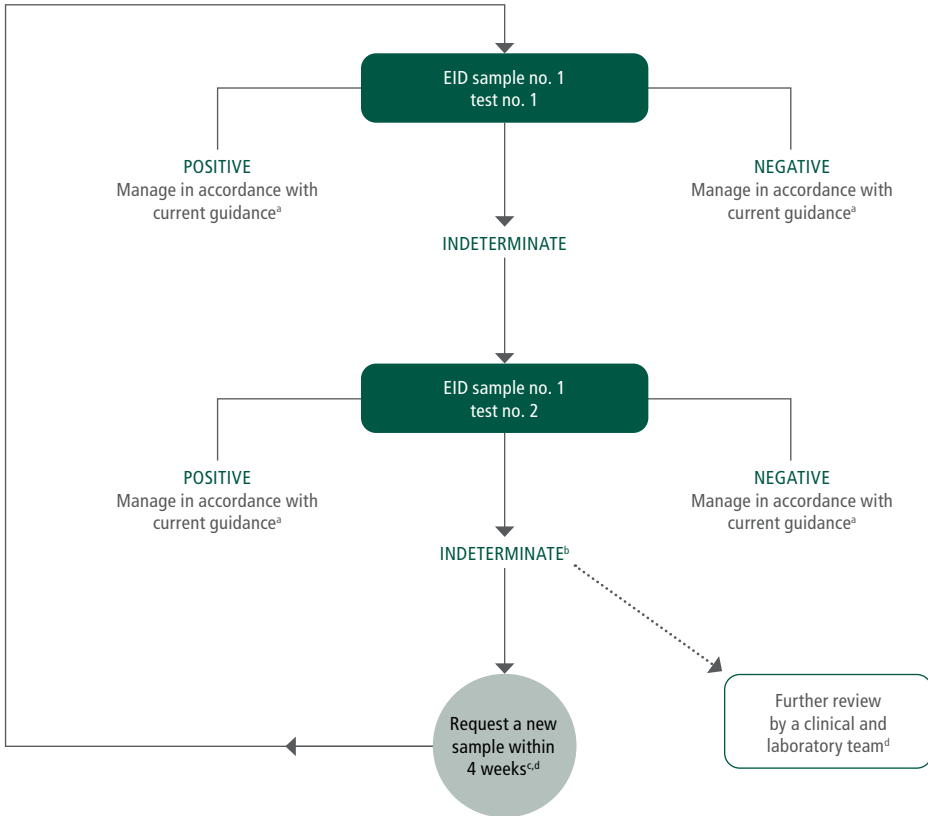 EID sample no. 1
test no. 1
POSITIVE
Manage in accordance with
current guidanceᵃ
NEGATIVE
Manage in accordance with
current guidanceᵃ
INDETERMINATE
EID sample no. 1
test no. 2
POSITIVE
Manage in accordance with
current guidanceᵃ
NEGATIVE
Manage in accordance with
current guidanceᵃ
INDETERMINATEᵇ
Request a new
sample within
4 weeksᶜ,ᵈ
Further review
by a clinical and
laboratory teamᵈ